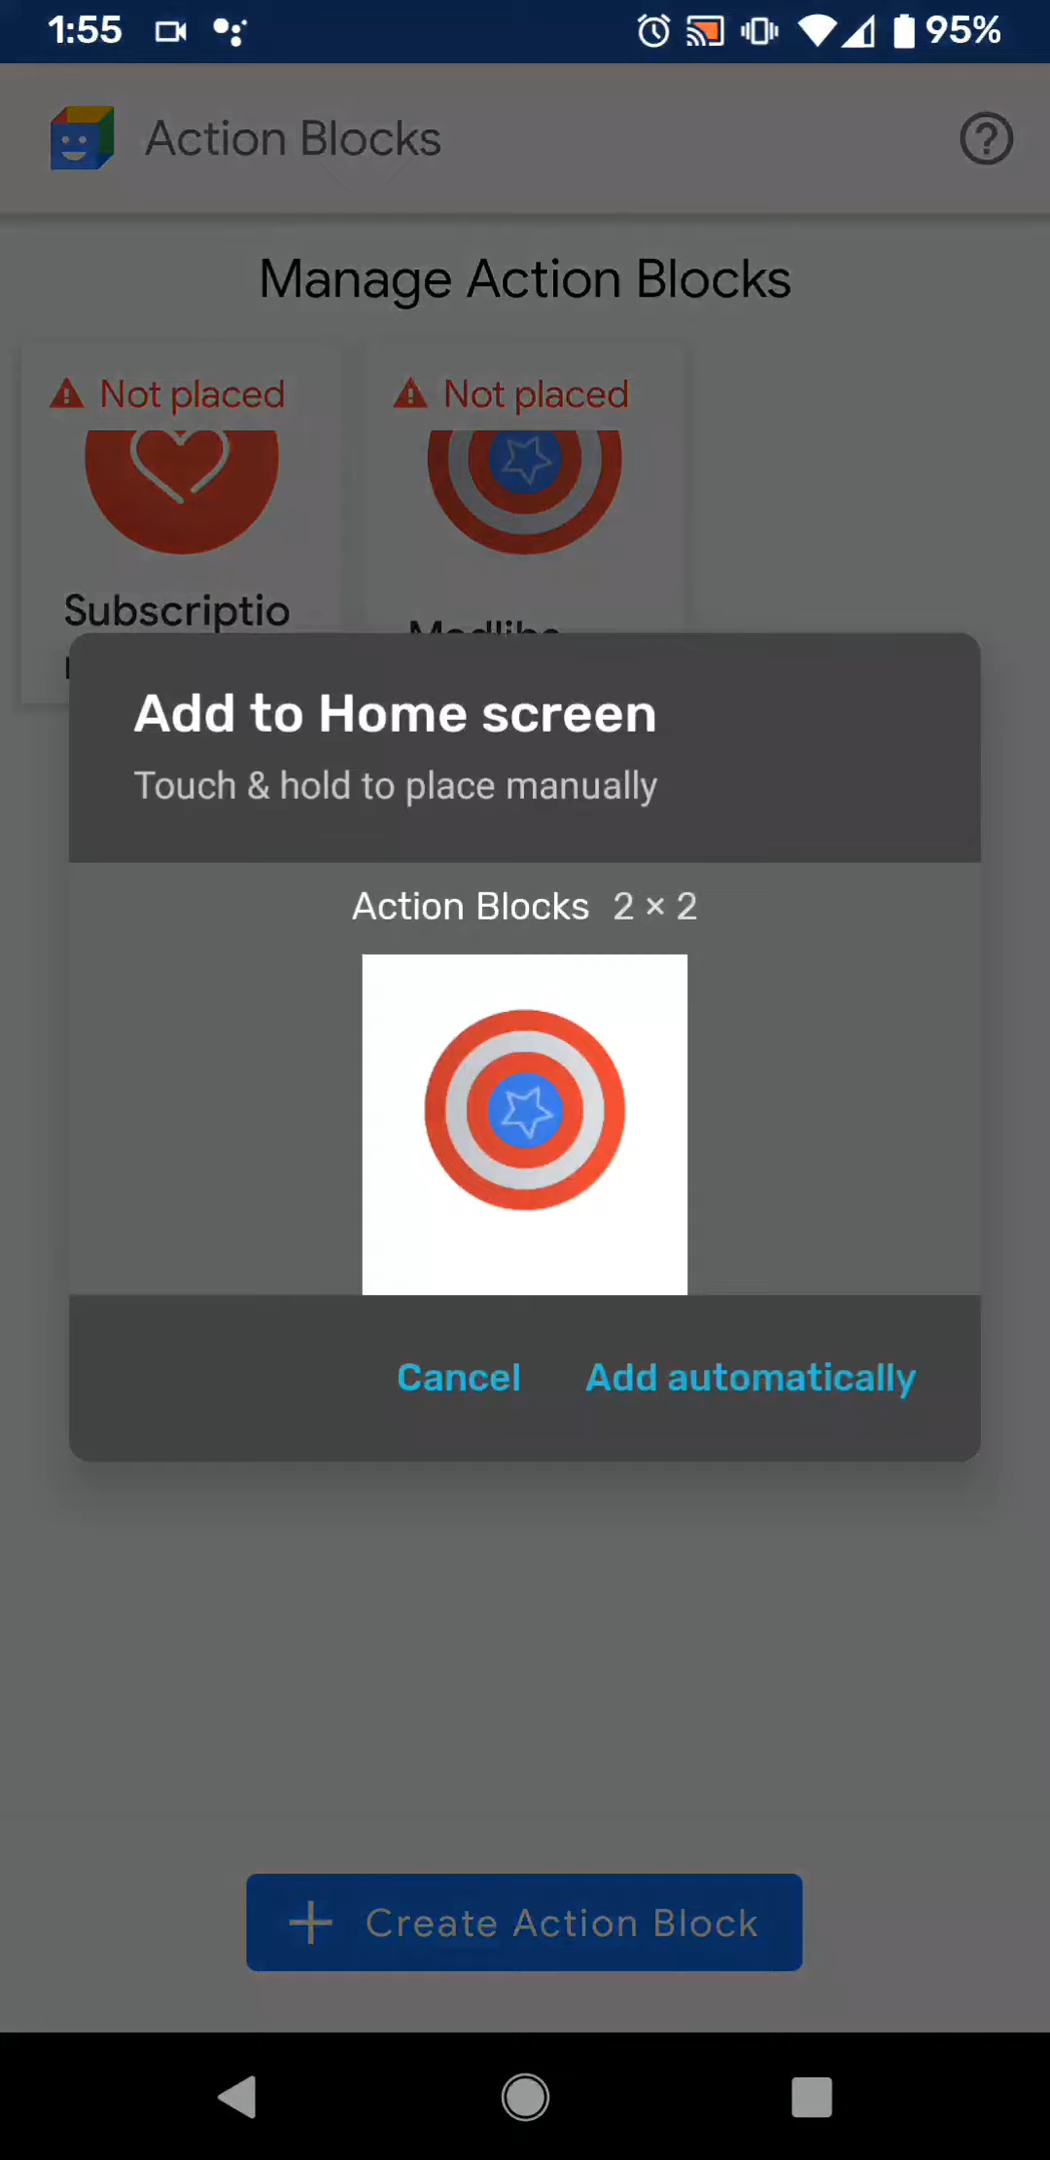 1:55
95%
Action Blocks
Manage Action Blocks
Not placed
Not placed
Subscriptio
Madlibs
Add to Home screen
Touch & hold to place manually
Action Blocks 2 × 2
Cancel
Add automatically
Create Action Block